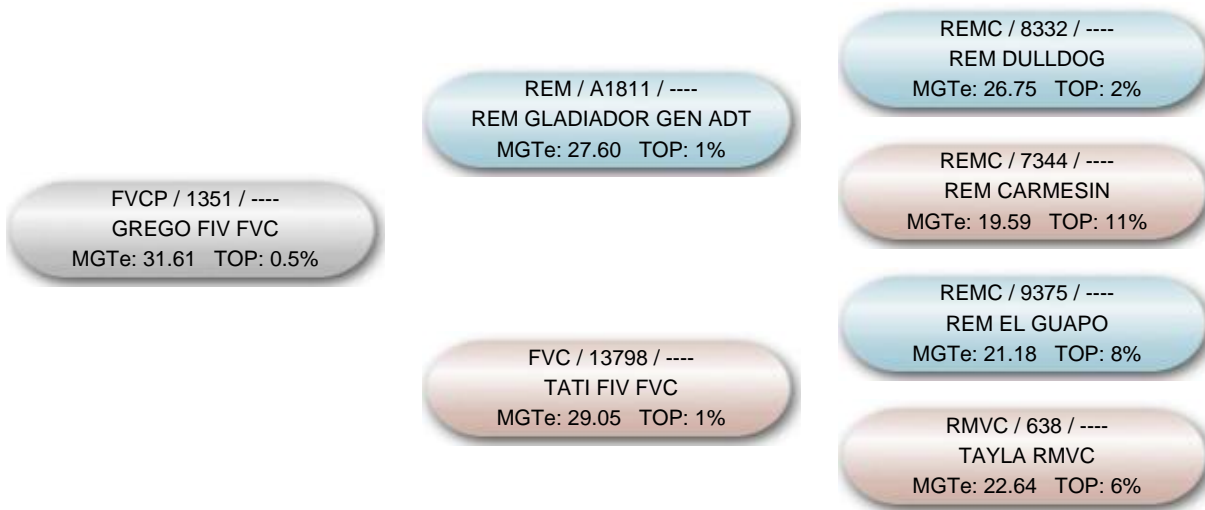 FVCP / 1351 / ----
GREGO FIV FVC
MGTe: 31.61 TOP: 0.5%
REM / A1811 / ----
REM GLADIADOR GEN ADT
MGTe: 27.60 TOP: 1%
FVC / 13798 / ----
TATI FIV FVC
MGTe: 29.05 TOP: 1%
REMC / 8332 / ----
REM DULLDOG
MGTe: 26.75 TOP: 2%
REMC / 7344 / ----
REM CARMESIN
MGTe: 19.59 TOP: 11%
REMC / 9375 / ----
REM EL GUAPO
MGTe: 21.18 TOP: 8%
RMVC / 638 / ----
TAYLA RMVC
MGTe: 22.64 TOP: 6%